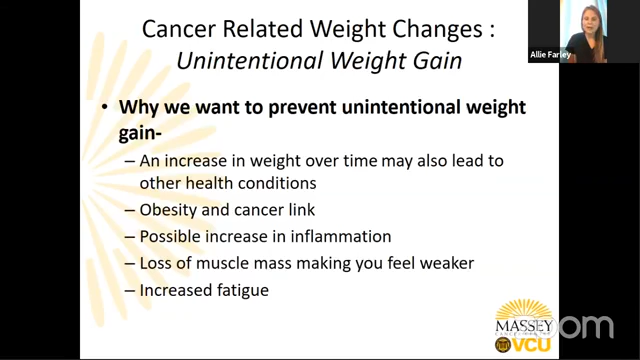 Cancer Related Weight Changes :
Unintentional Weight Gain
Allie Farley
• Why we want to prevent unintentional weight
gain-
– An increase in weight over time may also lead to
other health conditions
– Obesity and cancer link
– Possible increase in inflammation
– Loss of muscle mass making you feel weaker
– Increased fatigue
MASSEY
VCU